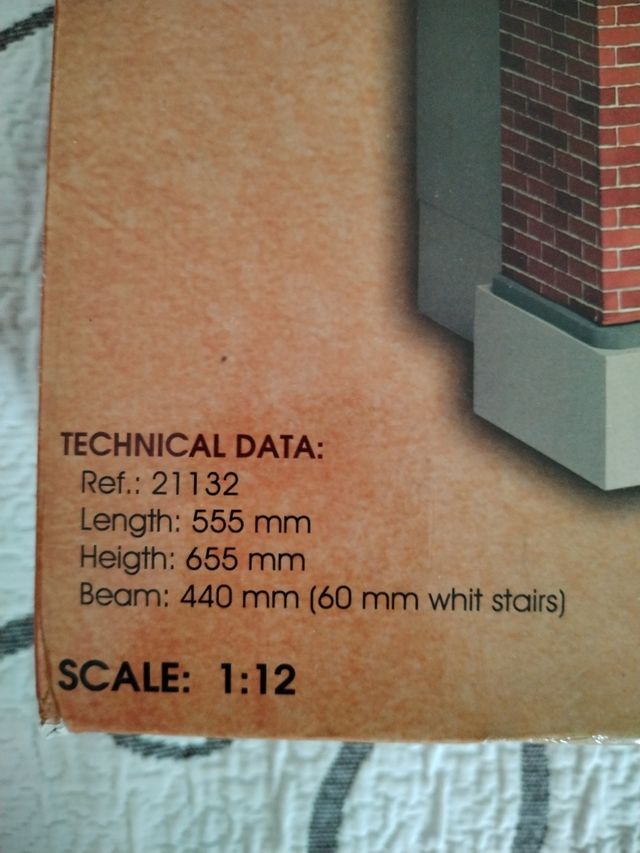 TECHNICAL DATA:
Ref.: 21132
Length: 555 mm
Heigth: 655 mm
Beam: 440 mm (60 mm whit stairs)
SCALE: 1:12